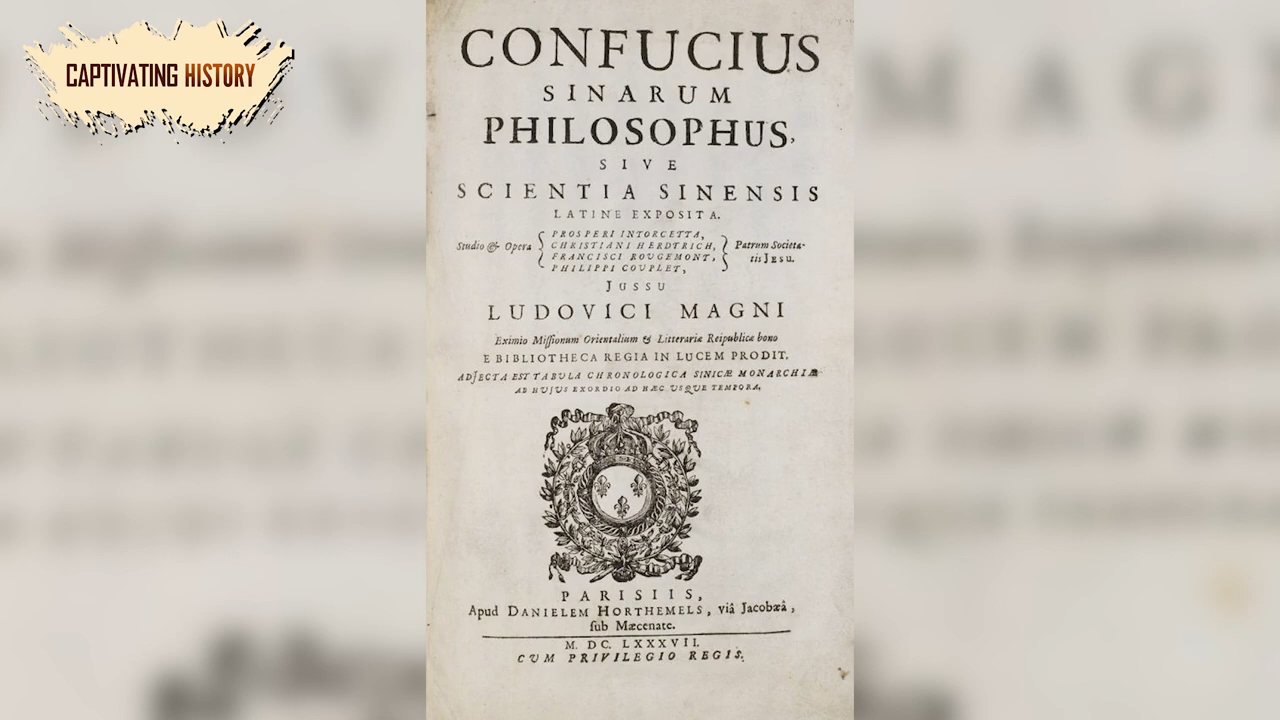 CAPTIVATING HISTORY
CONFUCIUS
SINARUM
PHILOSOPHUS,
SIVE
SCIENTIA SINENSIS
LATINE EXPOSITA.
Studio & Opera { PROSPERI INTORCETTA, CHRISTIANI HERDTRICH, FRANCISCI ROUGEMONT, PHILIPPI COUPLET, } Patrum Societatis JESU.
JUSSU
LUDOVICI MAGNI
Eximio Missionum Orientalium & Litterariæ Reipublicæ bono
E BIBLIOTHECA REGIA IN LUCEM PRODIT.
ADJECTA EST TABULA CHRONOLOGICA SINICÆ MONARCHIÆ
AB HUJUS EXORDIO AD HÆC USQUE TEMPORA.
PARISIIS,
Apud DANIELEM HORTHEMELS, viâ Jacobæâ,
sub Mæcenate.
M. DC. LXXXVII.
CUM PRIVILEGIO REGIS.